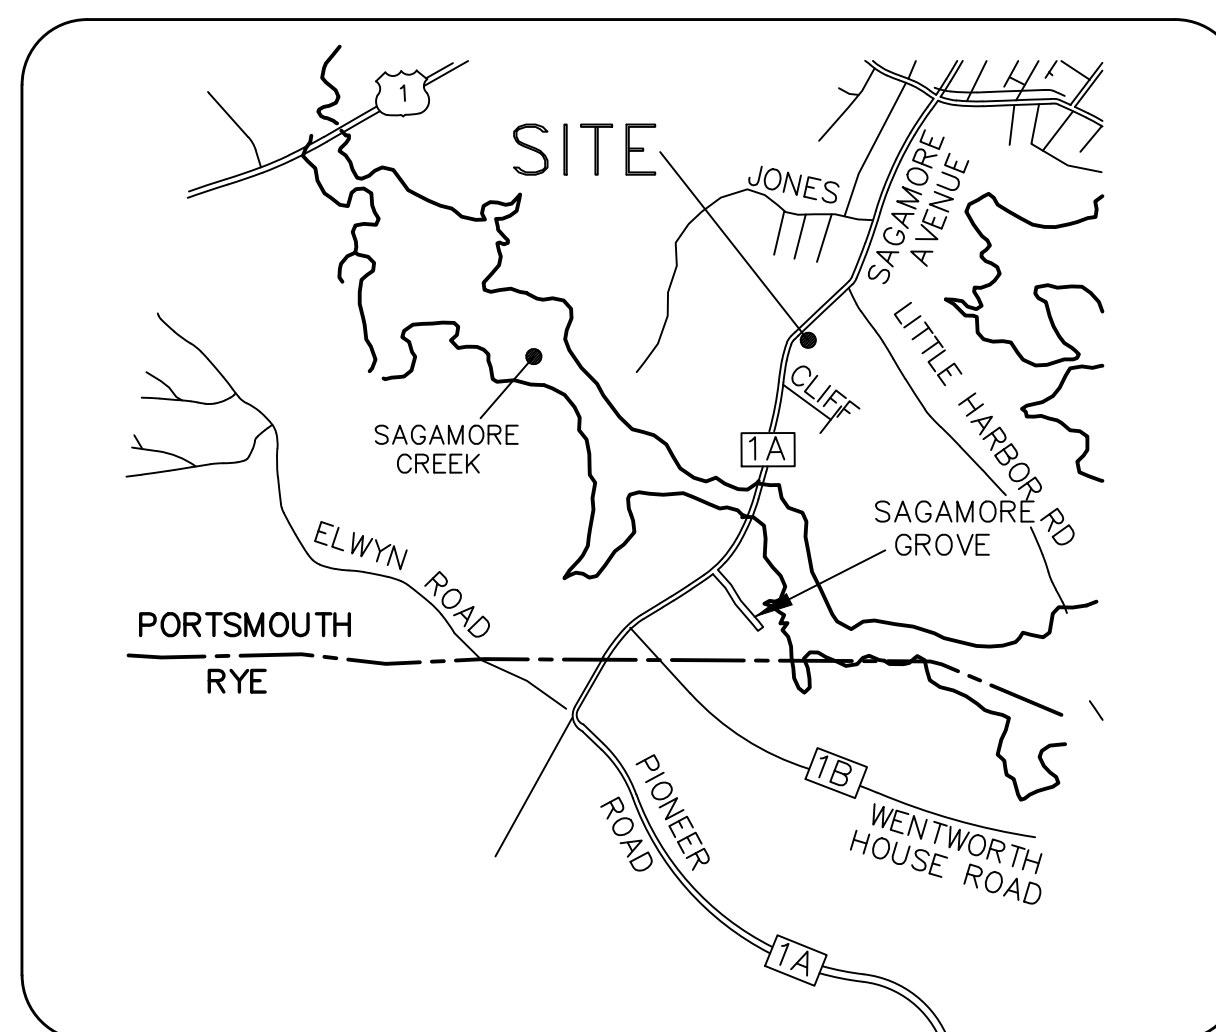 1
SITE
JONES
SAGAMORE
AVENUE
LITTLE HARBOR RD
CLIFF
SAGAMORE
CREEK
1A
SAGAMORE
GROVE
ELWYN ROAD
PORTSMOUTH
RYE
1B
PIONEER
ROAD
WENTWORTH
HOUSE ROAD
1A